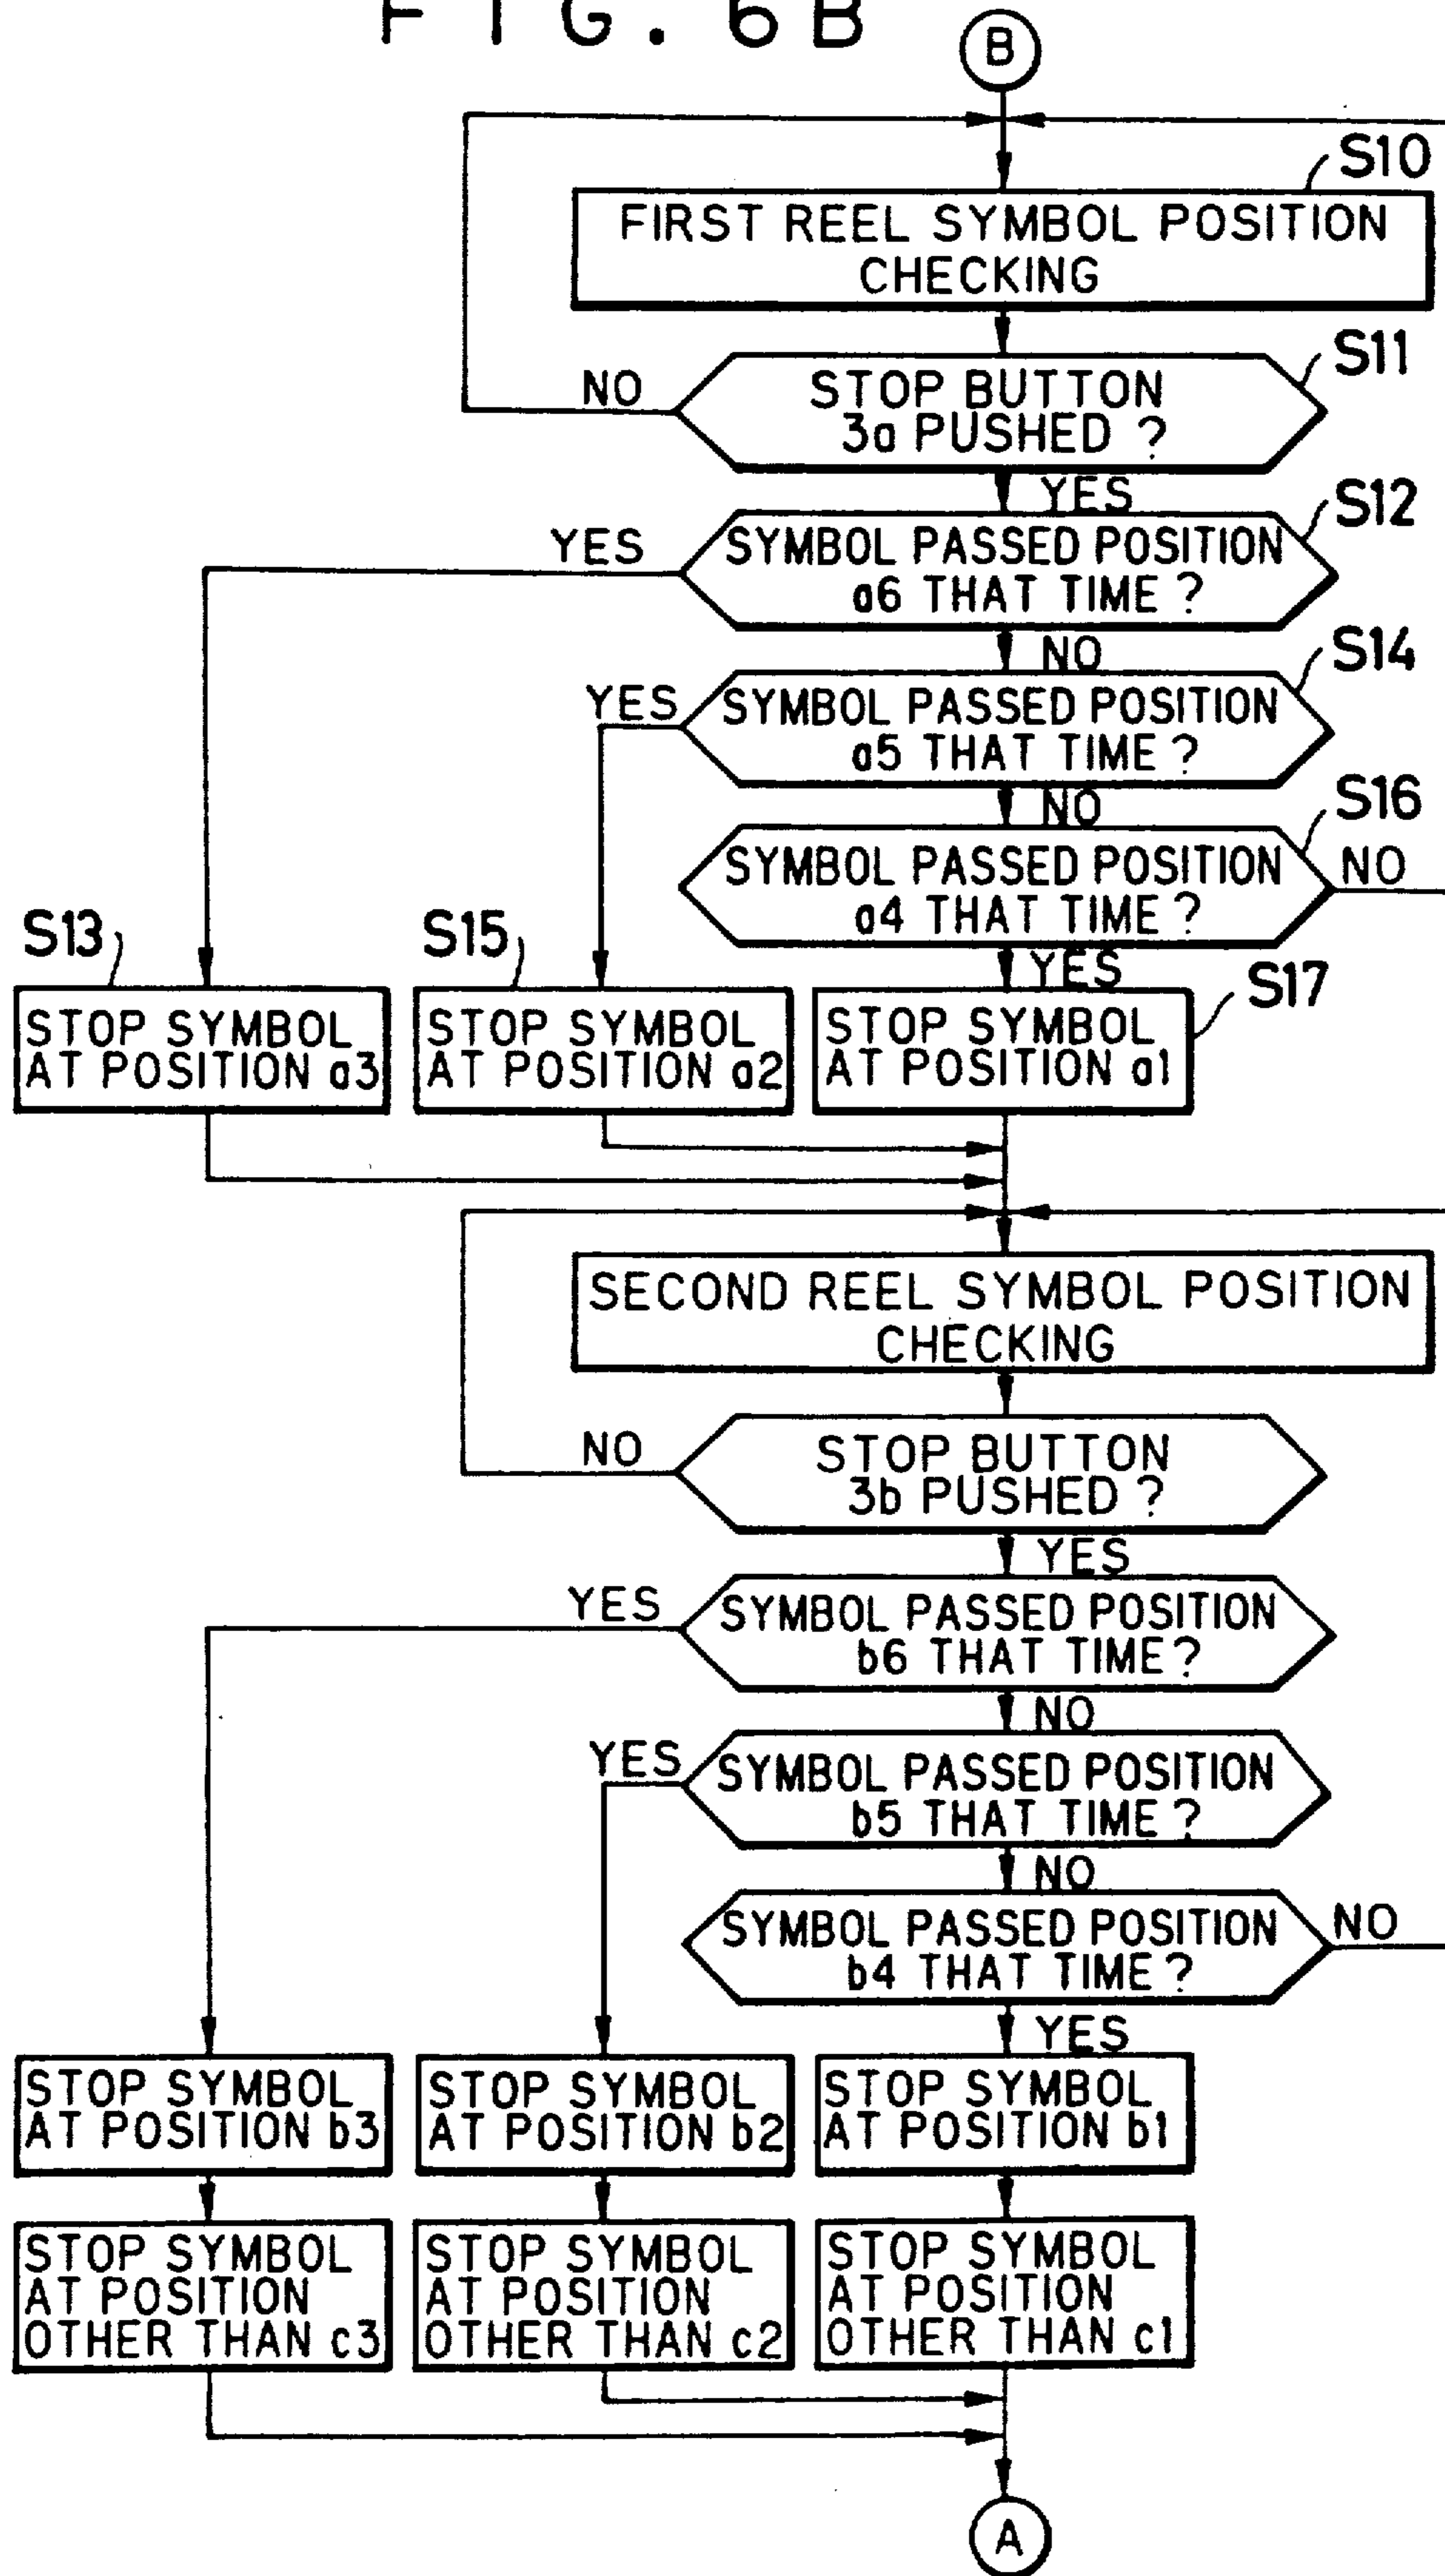 FIG. 6B
B
S10
FIRST REEL SYMBOL POSITION
CHECKING
S11
NO
STOP BUTTON
3a PUSHED ?
YES
S12
YES
SYMBOL PASSED POSITION
a6 THAT TIME ?
NO
S14
YES
SYMBOL PASSED POSITION
a5 THAT TIME ?
NO
S16
SYMBOL PASSED POSITION
a4 THAT TIME ?
NO
YES
S13
S15
S17
STOP SYMBOL
AT POSITION a3
STOP SYMBOL
AT POSITION a2
STOP SYMBOL
AT POSITION a1
SECOND REEL SYMBOL POSITION
CHECKING
NO
STOP BUTTON
3b PUSHED ?
YES
YES
SYMBOL PASSED POSITION
b6 THAT TIME ?
NO
YES
SYMBOL PASSED POSITION
b5 THAT TIME ?
NO
SYMBOL PASSED POSITION
b4 THAT TIME ?
NO
YES
STOP SYMBOL
AT POSITION b3
STOP SYMBOL
AT POSITION b2
STOP SYMBOL
AT POSITION b1
STOP SYMBOL
AT POSITION
OTHER THAN c3
STOP SYMBOL
AT POSITION
OTHER THAN c2
STOP SYMBOL
AT POSITION
OTHER THAN c1
A